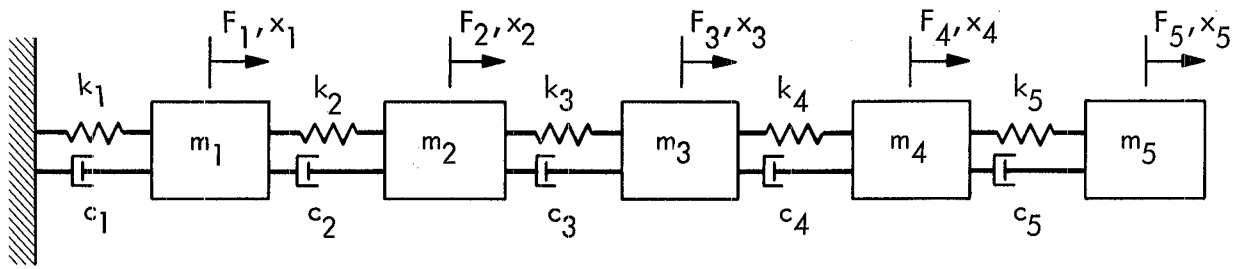 F₁, x₁ F₂, x₂ F₃, x₃ F₄, x₄ F₅, x₅
k₁ k₂ k₃ k₄ k₅
m₁ m₂ m₃ m₄ m₅
c₁ c₂ c₃ c₄ c₅